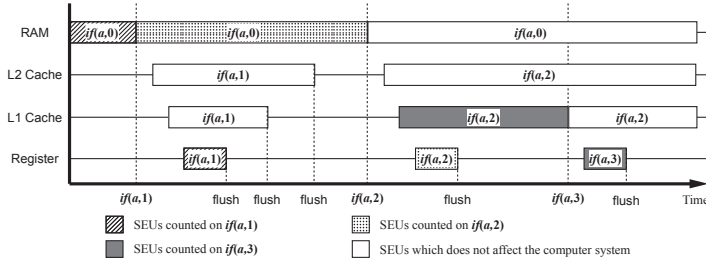 RAM if(a,0) if(a,0) if(a,0)
L2 Cache if(a,1) if(a,2)
L1 Cache if(a,1) if(a,2) if(a,2)
Register if(a,1) if(a,2) if(a,3)
if(a,1) flush flush flush if(a,2) flush if(a,3) flush Time
SEUs counted on if(a,1) SEUs counted on if(a,2)
SEUs counted on if(a,3) SEUs which does not affect the computer system